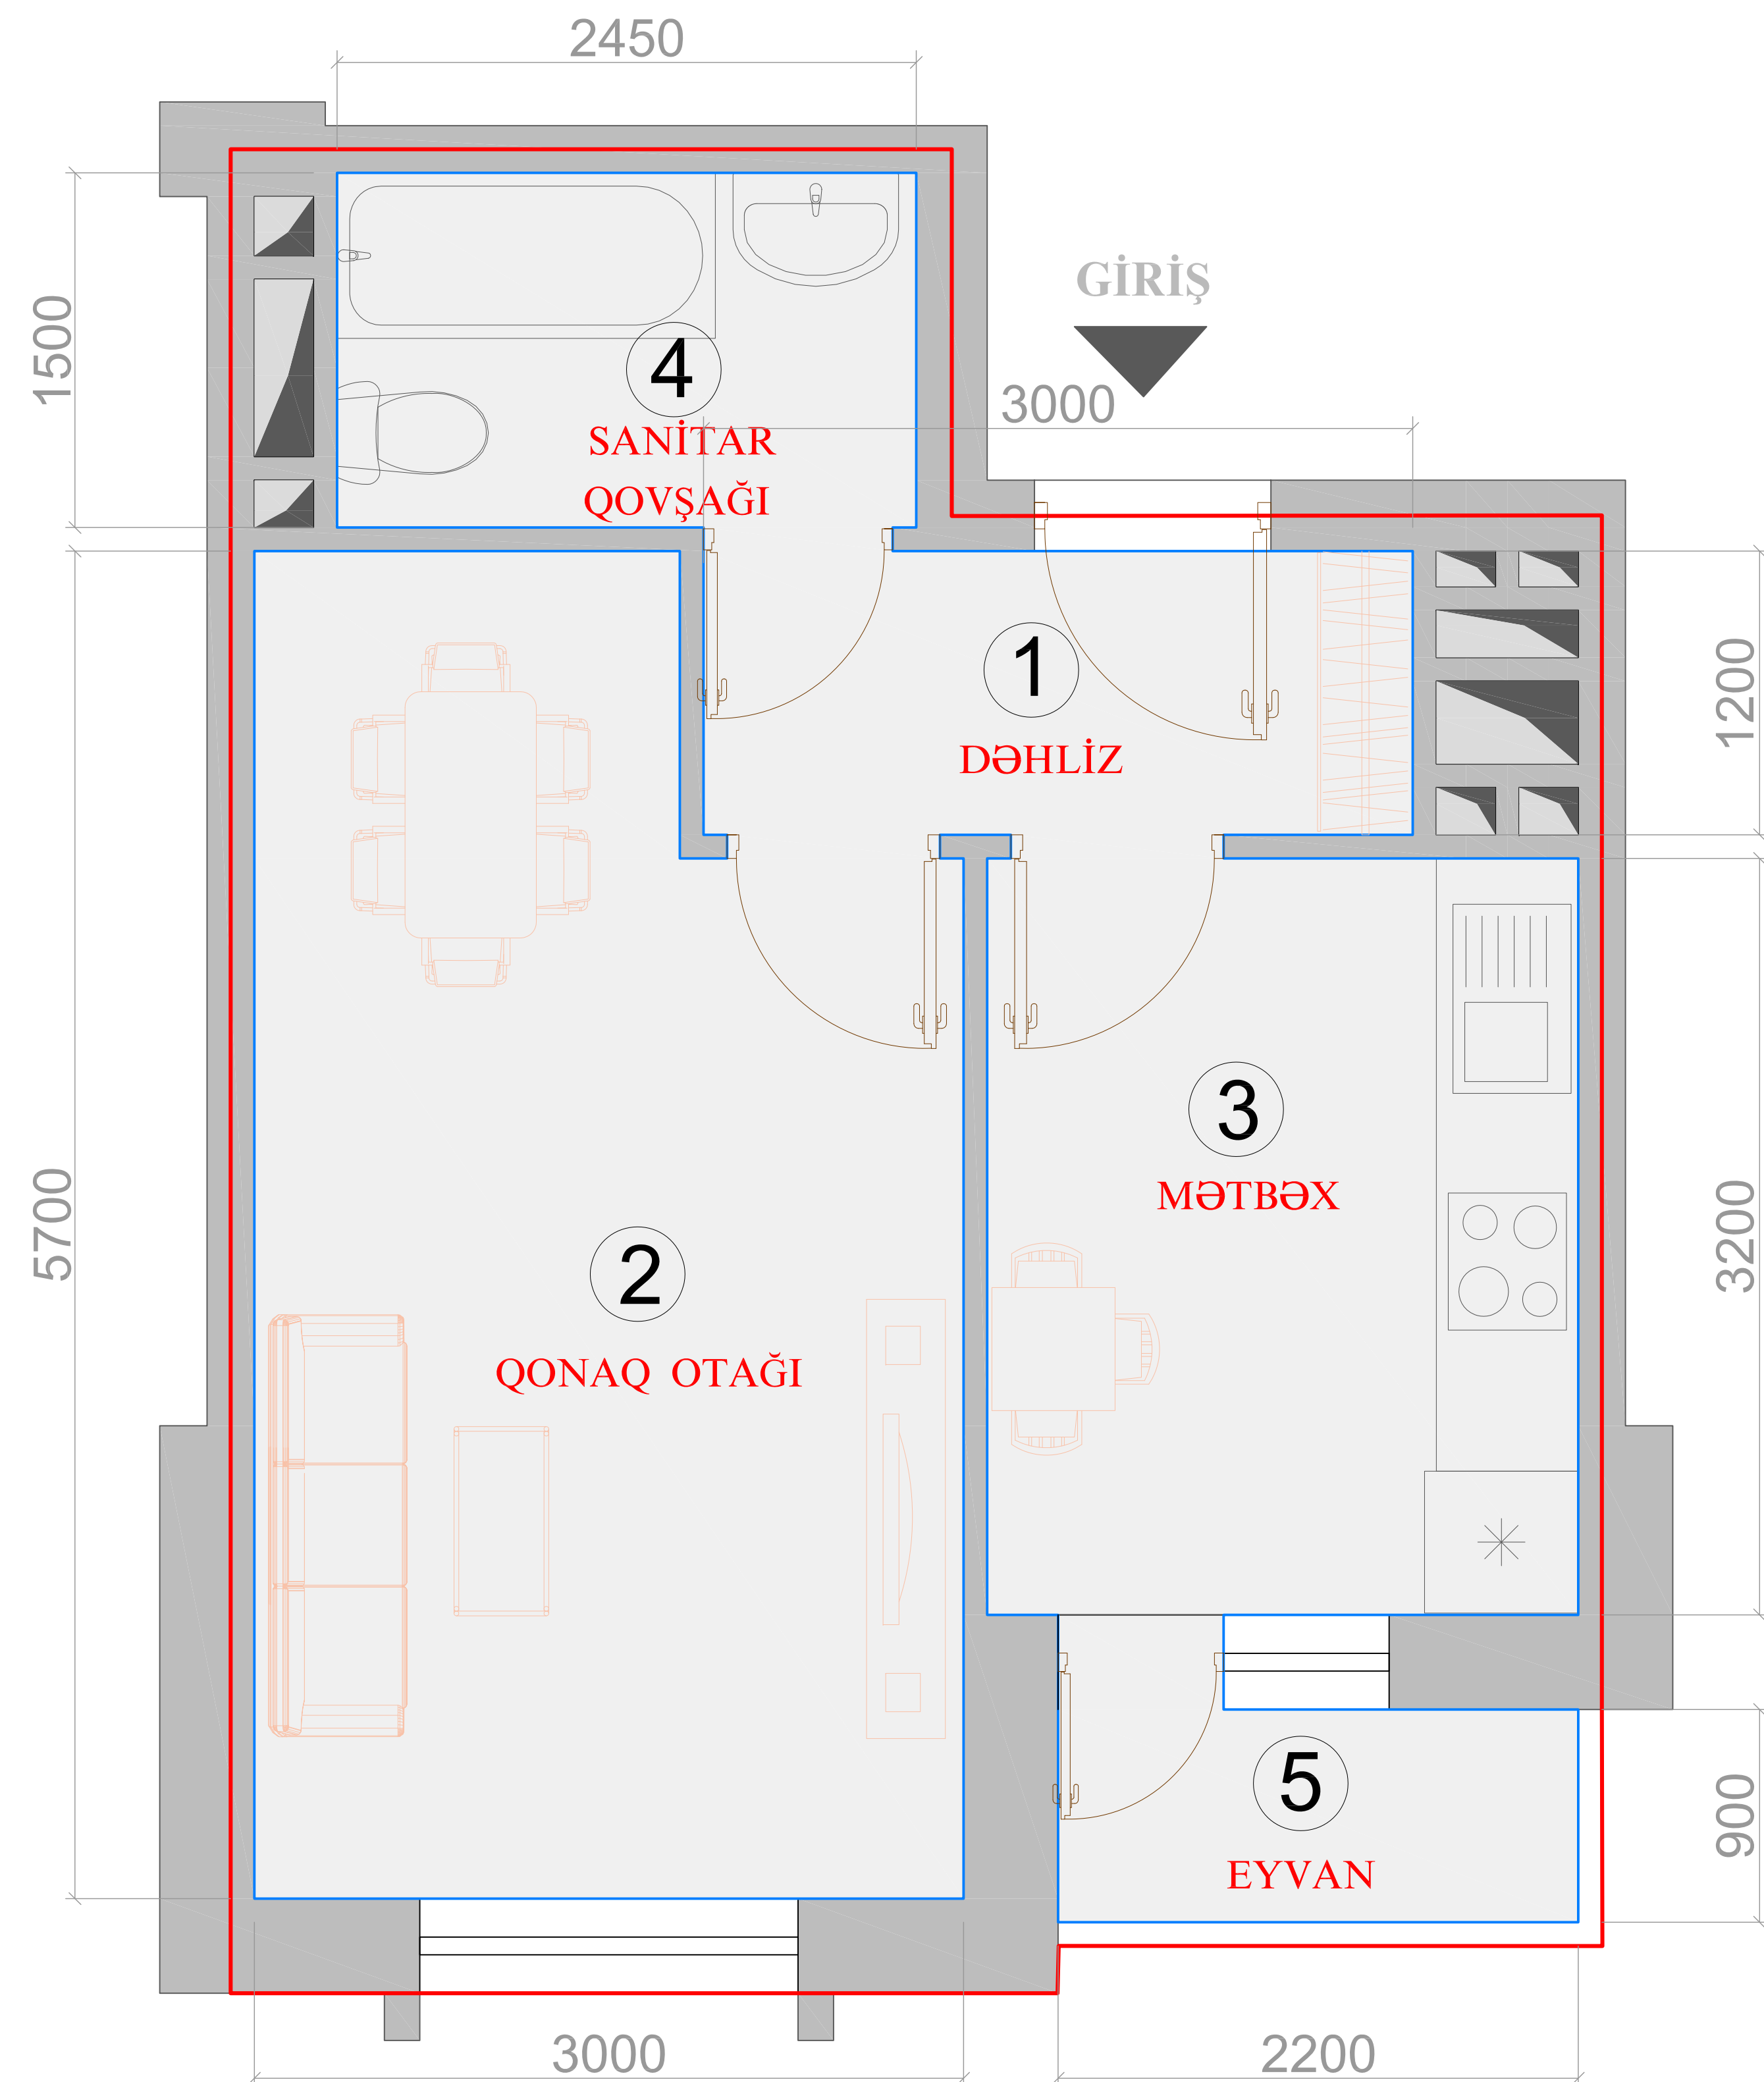 2450
GİRİŞ
1500
3000
4
SANİTAR
QOVŞAĞI
1
DƏHLİZ
1200
3
MƏTBƏX
5700
3200
2
QONAQ OTAĞI
5
EYVAN
900
3000
2200